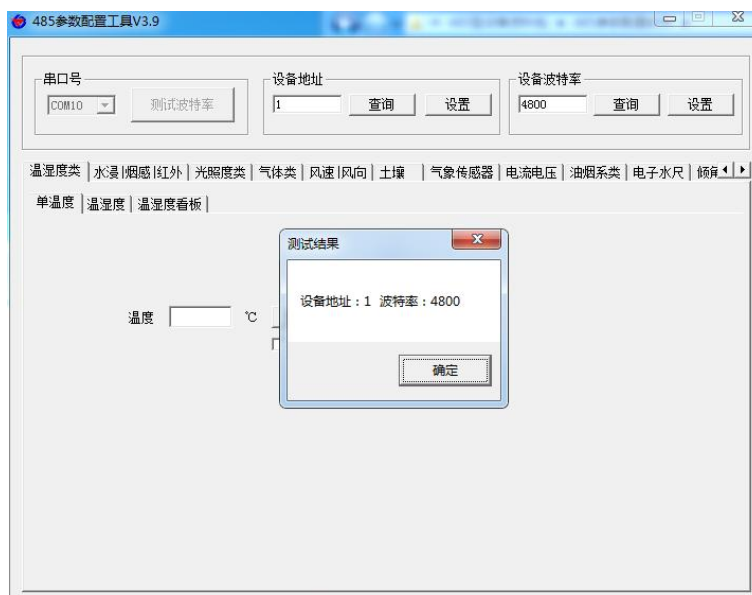 485参数配置工具V3.9
串口号
COM10
测试波特率
设备地址
1
查询
设置
设备波特率
4800
查询
设置
温湿度类
水浸|烟感|红外
光照度类
气体类
风速|风向
土壤
气象传感器
电流电压
油烟系类
电子水尺
单温度
温湿度
温湿度看板
测试结果
设备地址：1 波特率：4800
温度
℃
确定